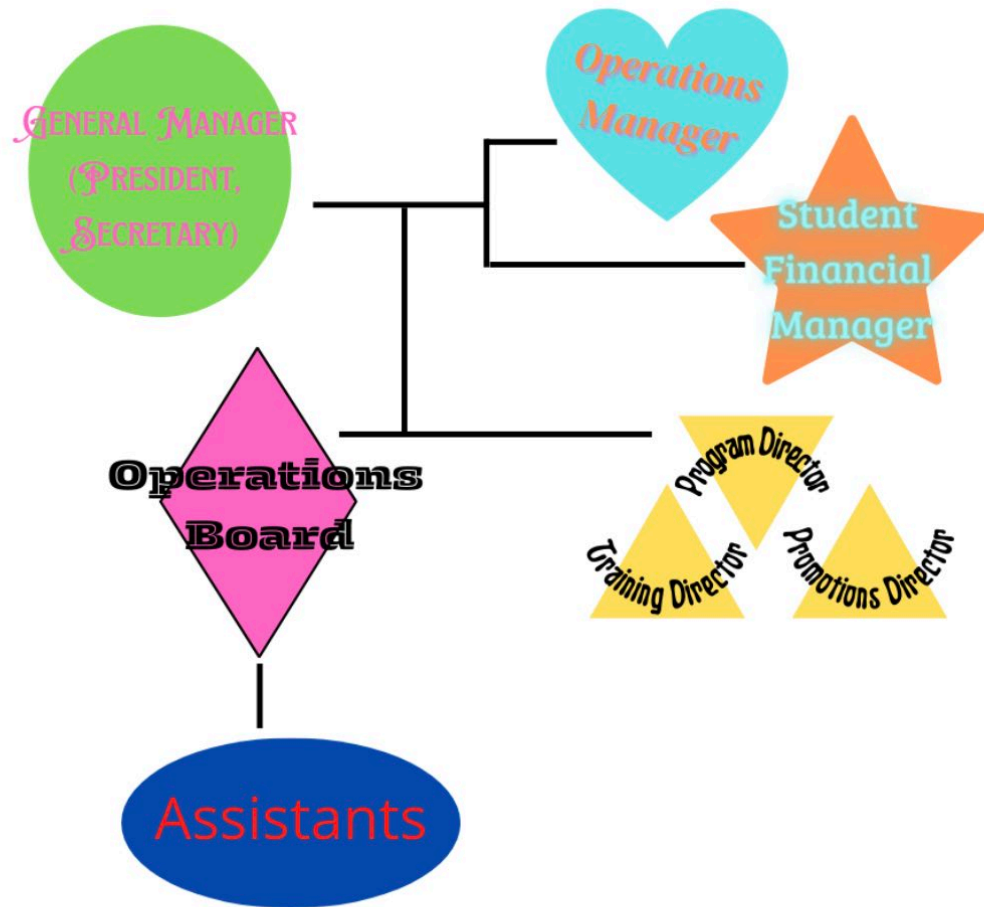 General Manager
(President,
Secretary)
Operations
Manager
Student
Financial
Manager
Operations
Board
Program Director
Training Director
Promotions Director
Assistants